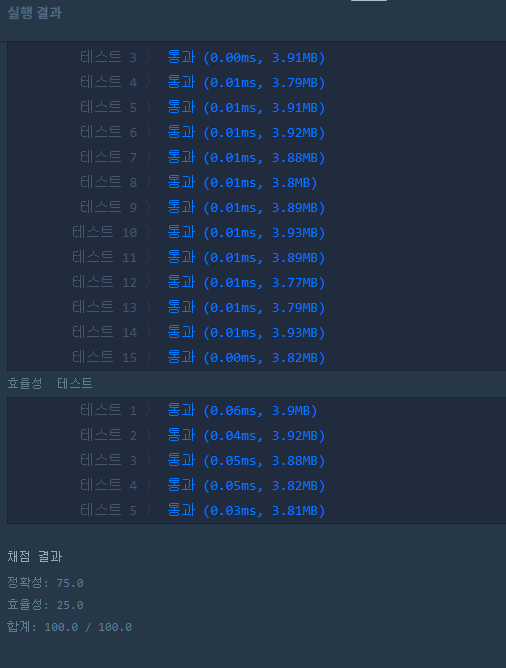 실행 결과
테스트 3 〉 통과 (0.00ms, 3.91MB)
테스트 4 〉 통과 (0.01ms, 3.79MB)
테스트 5 〉 통과 (0.01ms, 3.91MB)
테스트 6 〉 통과 (0.01ms, 3.92MB)
테스트 7 〉 통과 (0.01ms, 3.88MB)
테스트 8 〉 통과 (0.01ms, 3.8MB)
테스트 9 〉 통과 (0.01ms, 3.89MB)
테스트 10 〉 통과 (0.01ms, 3.93MB)
테스트 11 〉 통과 (0.01ms, 3.89MB)
테스트 12 〉 통과 (0.01ms, 3.77MB)
테스트 13 〉 통과 (0.01ms, 3.79MB)
테스트 14 〉 통과 (0.01ms, 3.93MB)
테스트 15 〉 통과 (0.00ms, 3.82MB)
효율성 테스트
테스트 1 〉 통과 (0.06ms, 3.9MB)
테스트 2 〉 통과 (0.04ms, 3.92MB)
테스트 3 〉 통과 (0.05ms, 3.88MB)
테스트 4 〉 통과 (0.05ms, 3.82MB)
테스트 5 〉 통과 (0.03ms, 3.81MB)
채점 결과
정확성: 75.0
효율성: 25.0
합계: 100.0 / 100.0